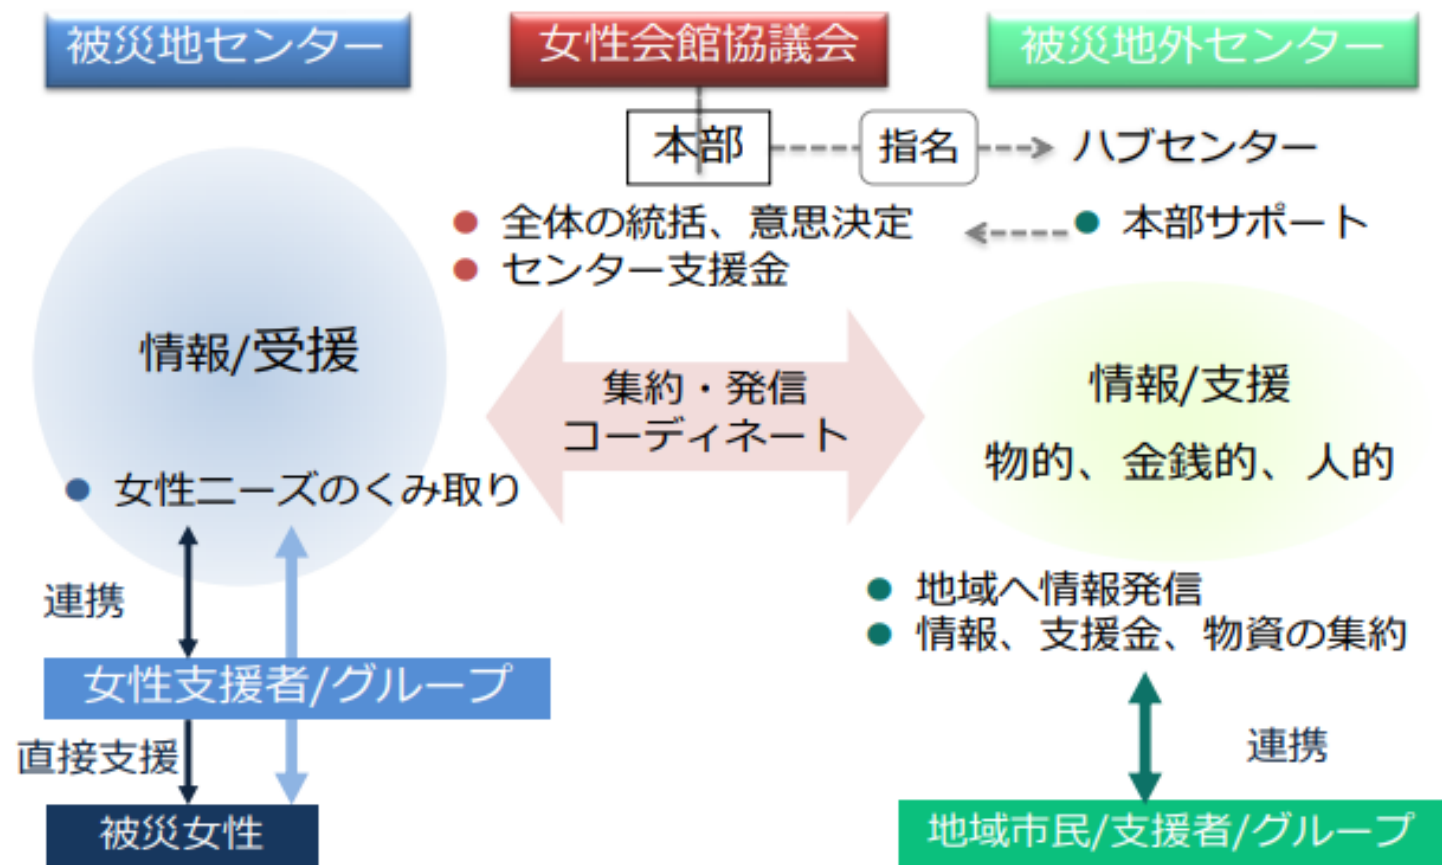 被災地センター
女性会館協議会
被災地外センター
本部
指名
ハブセンター
● 全体の統括、意思決定
● センター支援金
● 本部サポート
情報/受援
● 女性ニーズのくみ取り
集約・発信
コーディネート
情報/支援
物的、金銭的、人的
連携
女性支援者/グループ
直接支援
被災女性
● 地域へ情報発信
● 情報、支援金、物資の集約
連携
地域市民/支援者/グループ